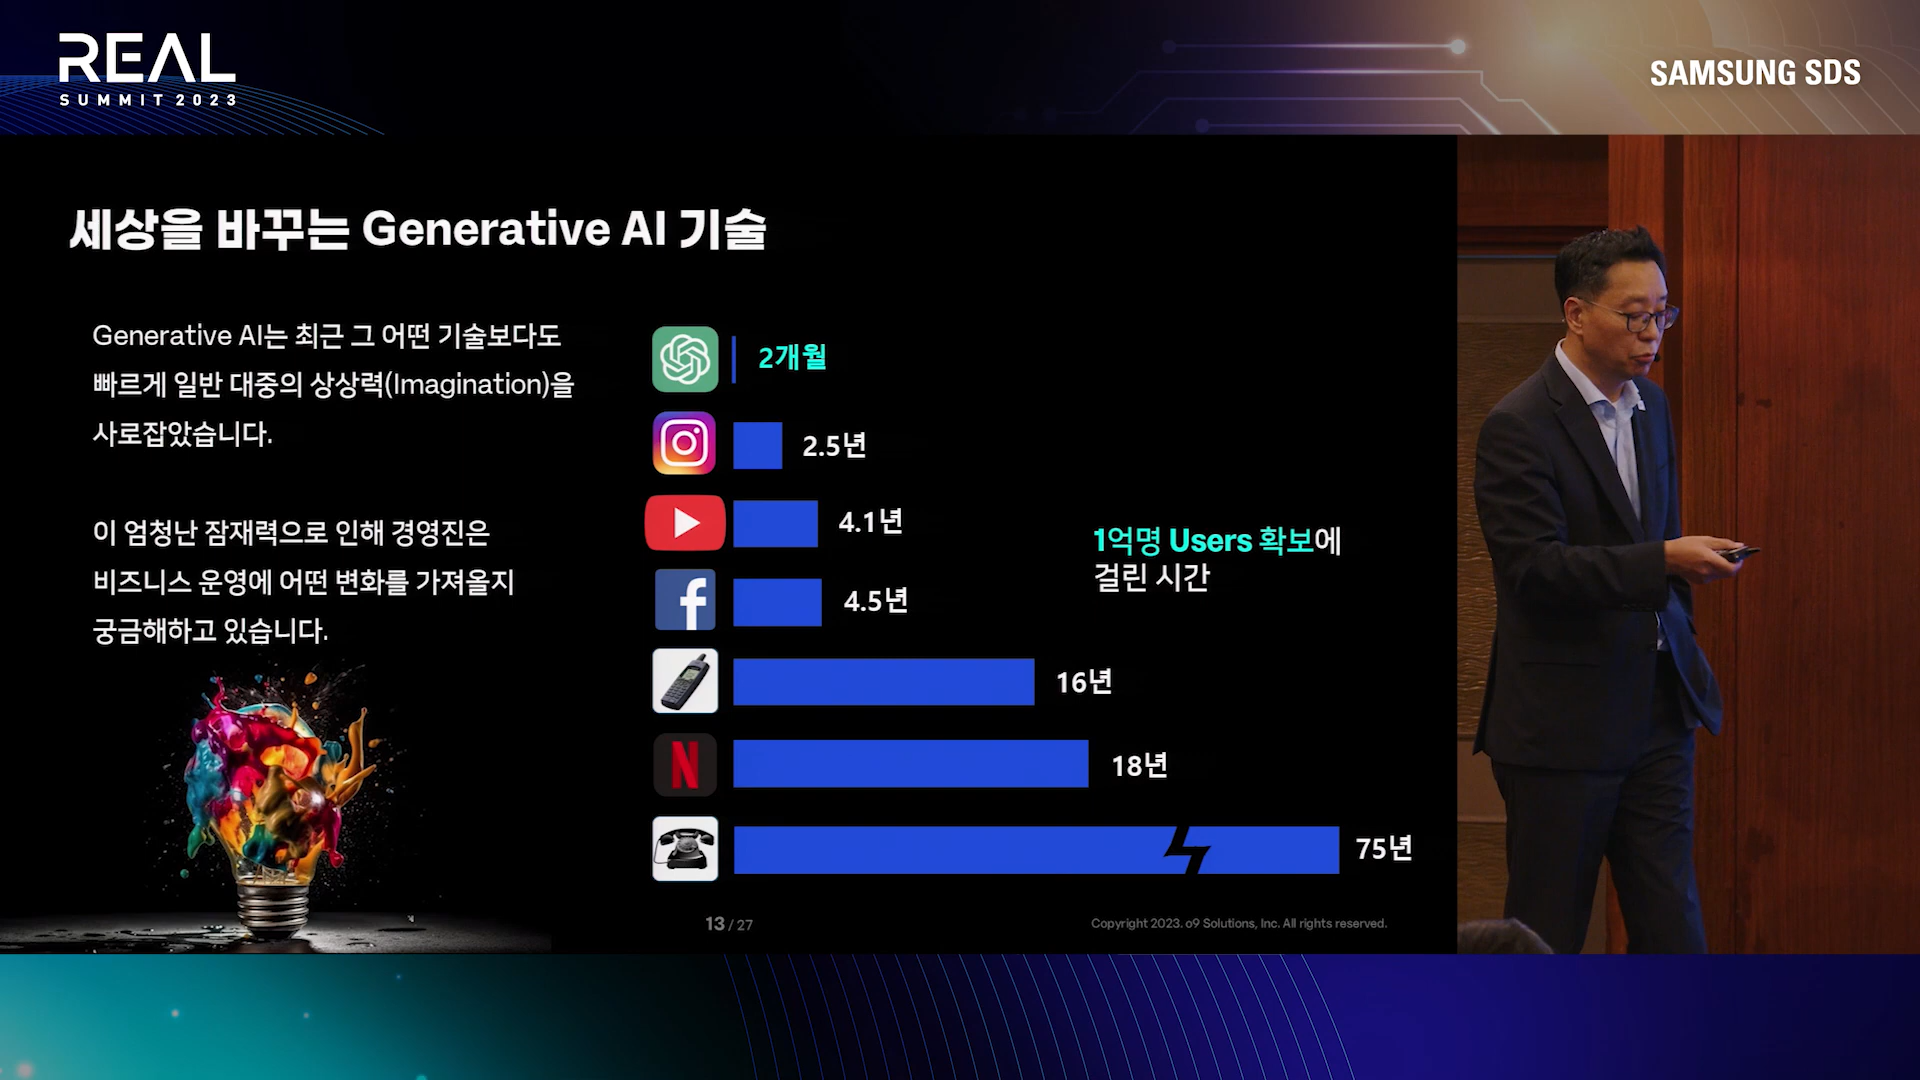 REAL
SUMMIT 2023
SAMSUNG SDS
세상을 바꾸는 Generative AI 기술
Generative AI는 최근 그 어떤 기술보다도
빠르게 일반 대중의 상상력(Imagination)을
사로잡았습니다.
이 엄청난 잠재력으로 인해 경영진은
비즈니스 운영에 어떤 변화를 가져올지
궁금해하고 있습니다.
2개월
2.5년
4.1년
4.5년
16년
18년
75년
1억명 Users 확보에
걸린 시간
13 / 27
Copyright 2023. o9 Solutions, Inc. All rights reserved.